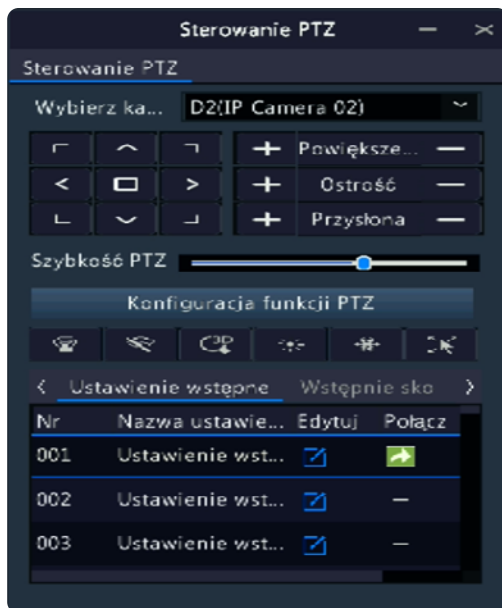 Sterowanie PTZ
Sterowanie PTZ
Wybierz ka... D2(IP Camera 02)
Powiększe...
Ostrość
Przysłona
Szybkość PTZ
Konfiguracja funkcji PTZ
3D
Ustawienie wstępne Wstępnie sko
Nr Nazwa ustawie... Edytuj Połącz
001 Ustawienie wst...
002 Ustawienie wst... —
003 Ustawienie wst... —